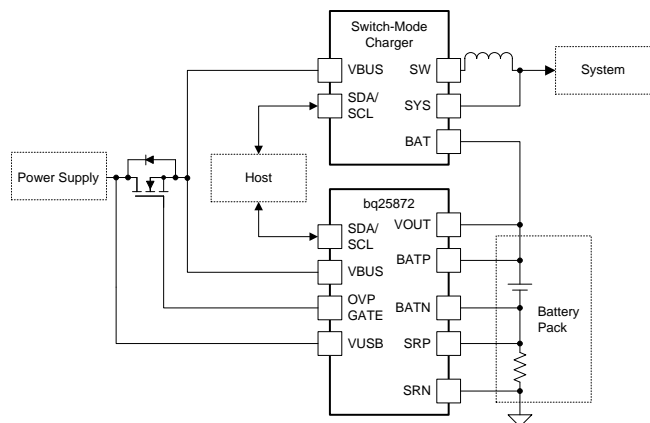 Switch-Mode
Charger
VBUS
SW
SDA/
SCL
SYS
BAT
System
Power Supply
Host
bq25872
SDA/
SCL
VOUT
VBUS
BATP
OVP
GATE
BATN
VUSB
SRP
SRN
Battery
Pack